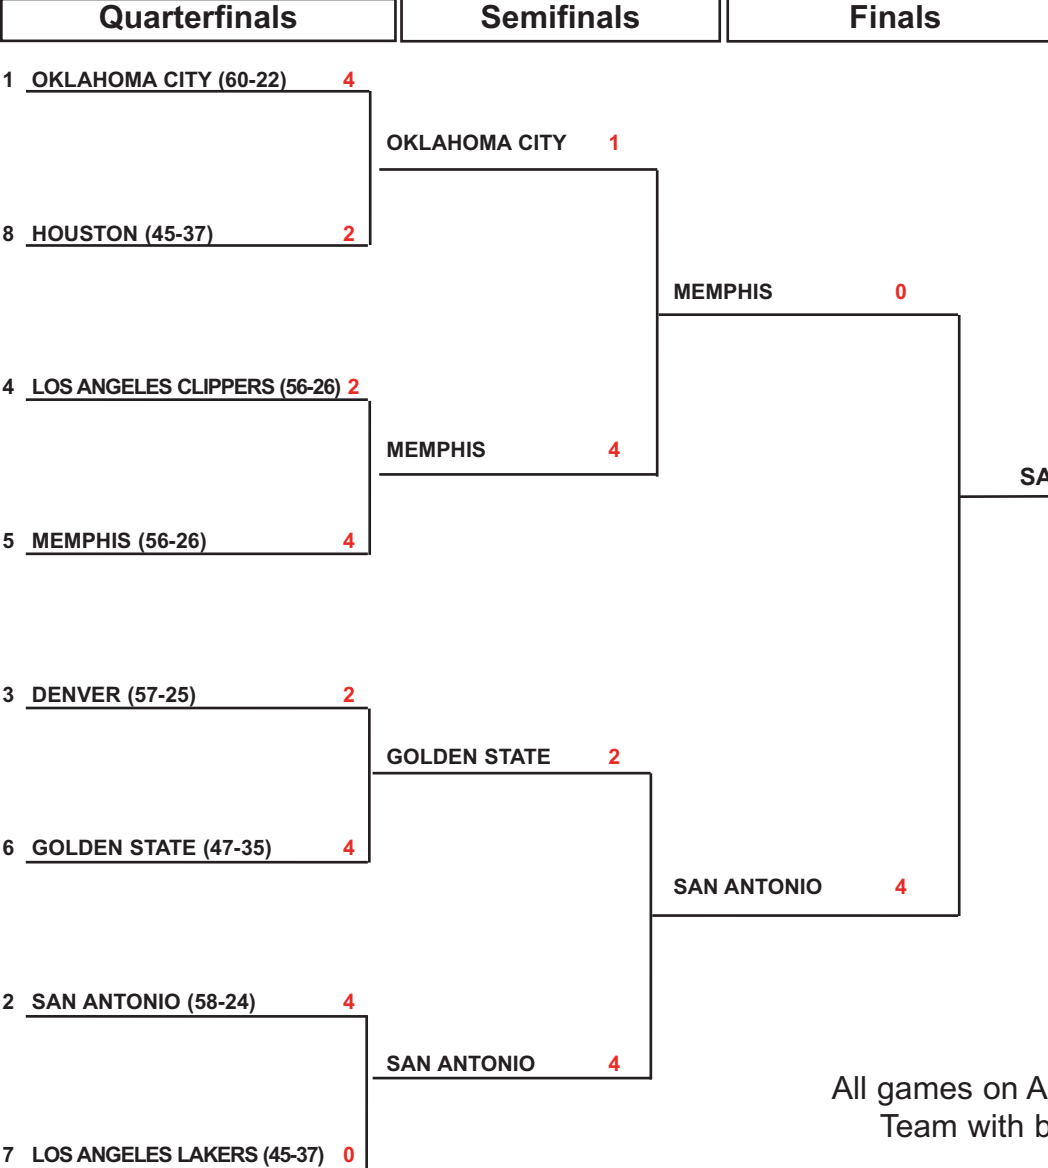 Quarterfinals Semifinals Finals
1 OKLAHOMA CITY (60-22) 4
OKLAHOMA CITY 1
8 HOUSTON (45-37) 2
MEMPHIS 0
4 LOS ANGELES CLIPPERS (56-26) 2
MEMPHIS 4
SA
5 MEMPHIS (56-26) 4
3 DENVER (57-25) 2
GOLDEN STATE 2
6 GOLDEN STATE (47-35) 4
SAN ANTONIO 4
2 SAN ANTONIO (58-24) 4
SAN ANTONIO 4
All games on A
Team with b
7 LOS ANGELES LAKERS (45-37) 0